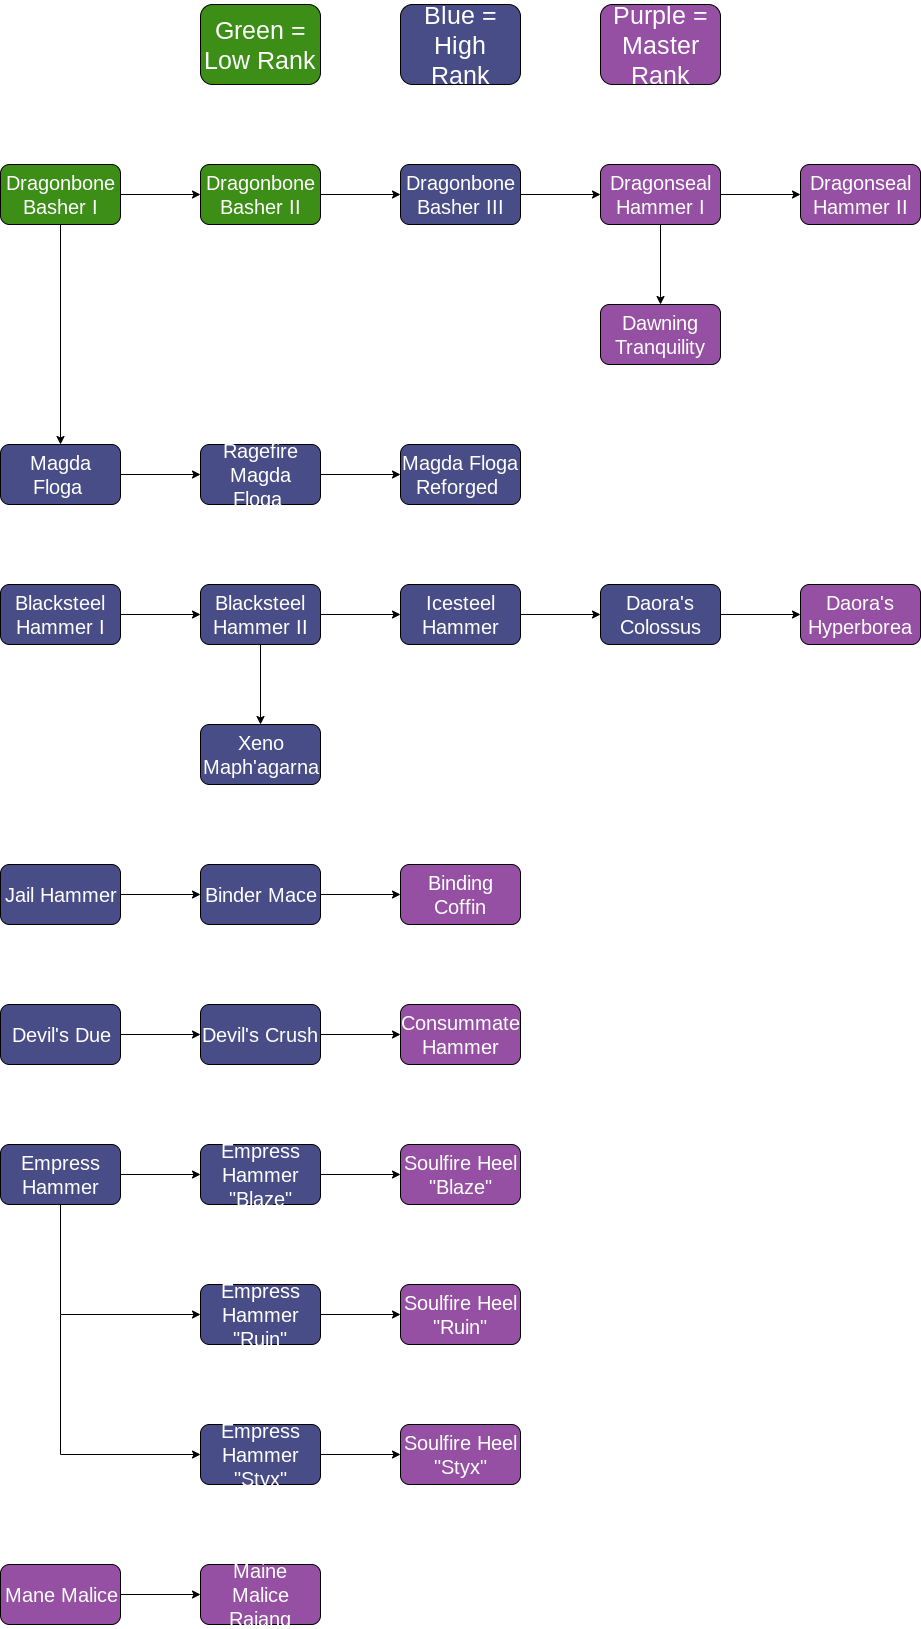 Green =
Low Rank
Blue =
High
Rank
Purple =
Master
Rank
Dragonbone
Basher I
Dragonbone
Basher II
Dragonbone
Basher III
Dragonseal
Hammer I
Dragonseal
Hammer II
Dawning
Tranquility
Magda
Floga
Ragefire
Magda
Floga
Magda Floga
Reforged
Blacksteel
Hammer I
Blacksteel
Hammer II
Icesteel
Hammer
Daora's
Colossus
Daora's
Hyperborea
Xeno
Maph'agarna
Jail Hammer
Binder Mace
Binding
Coffin
Devil's Due
Devil's Crush
Consummate
Hammer
Empress
Hammer
Empress
Hammer
"Blaze"
Soulfire Heel
"Blaze"
Empress
Hammer
"Ruin"
Soulfire Heel
"Ruin"
Empress
Hammer
"Styx"
Soulfire Heel
"Styx"
Mane Malice
Maine
Malice
Rajang